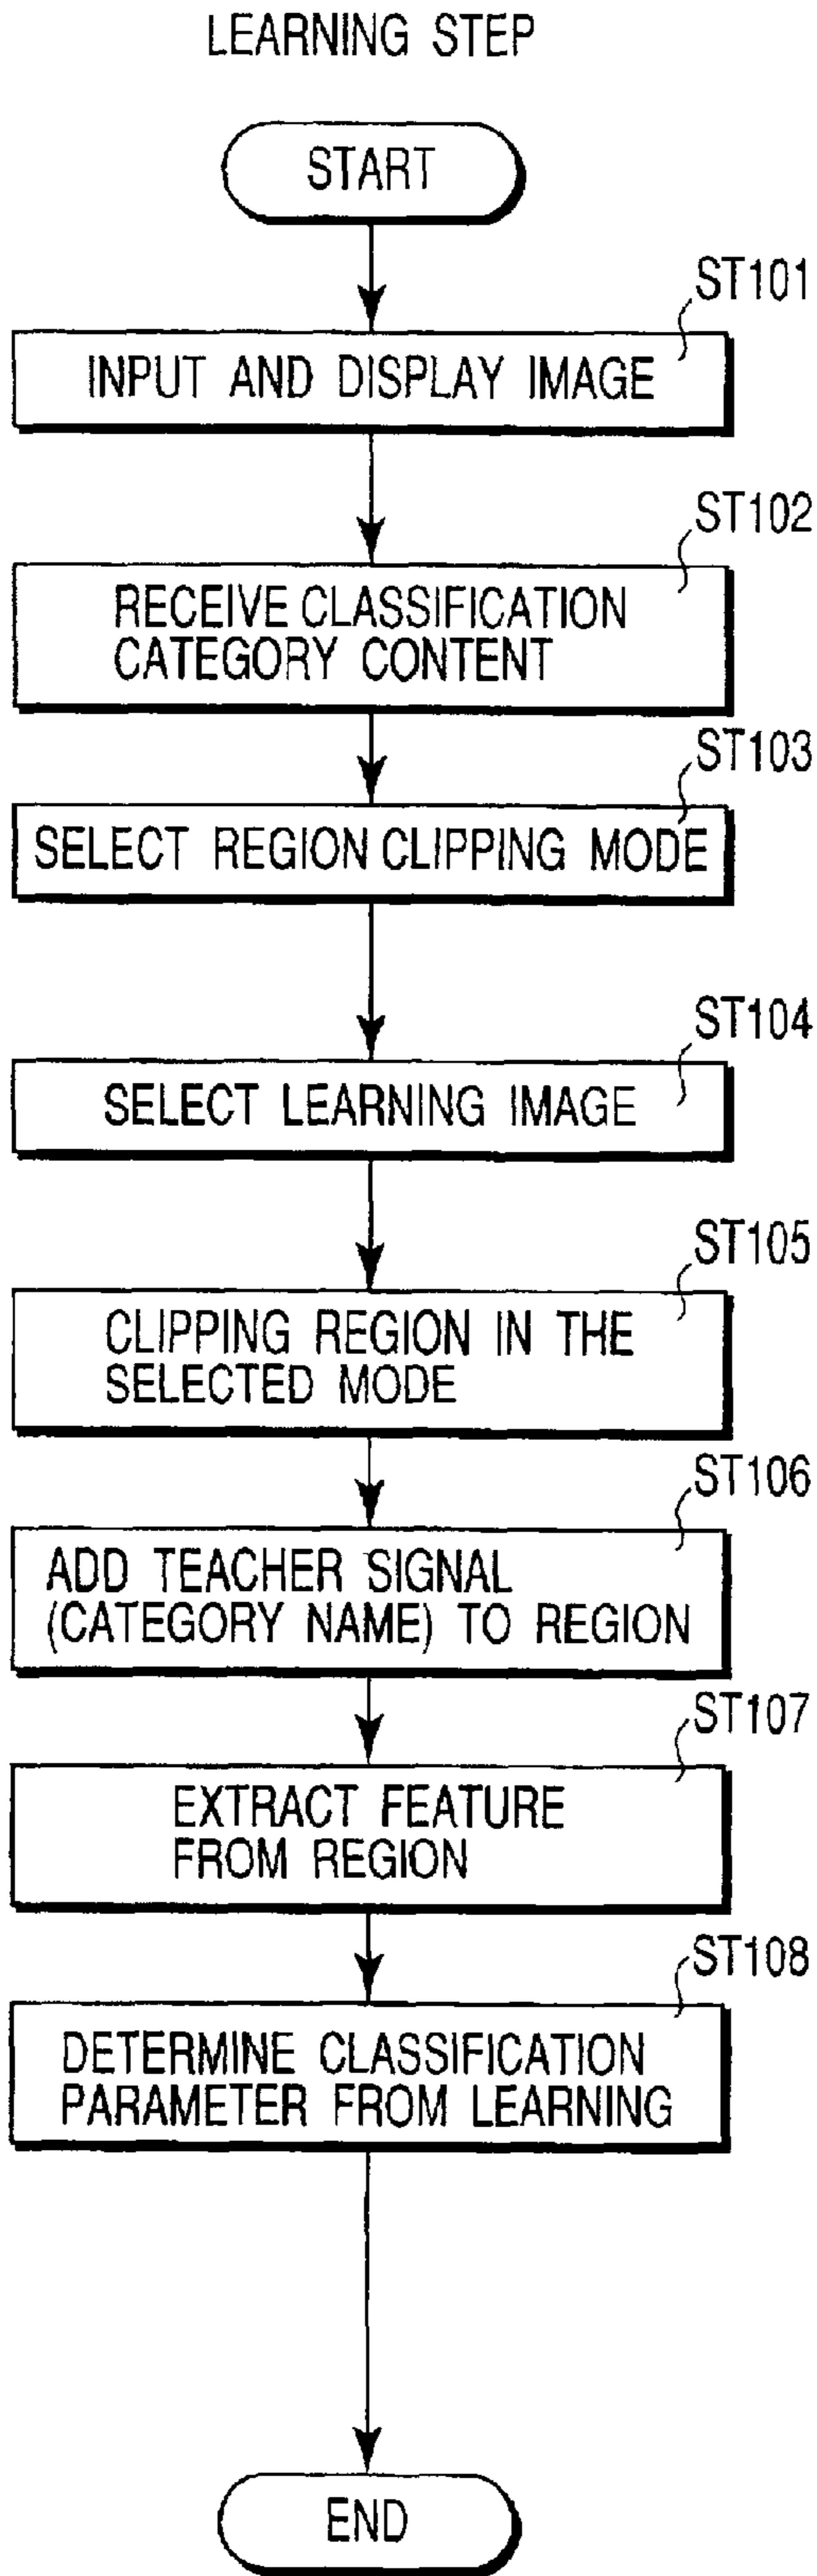 LEARNING STEP
START
ST101
INPUT AND DISPLAY IMAGE
ST102
RECEIVE CLASSIFICATION
CATEGORY CONTENT
ST103
SELECT REGION CLIPPING MODE
ST104
SELECT LEARNING IMAGE
ST105
CLIPPING REGION IN THE
SELECTED MODE
ST106
ADD TEACHER SIGNAL
(CATEGORY NAME) TO REGION
ST107
EXTRACT FEATURE
FROM REGION
ST108
DETERMINE CLASSIFICATION
PARAMETER FROM LEARNING
END